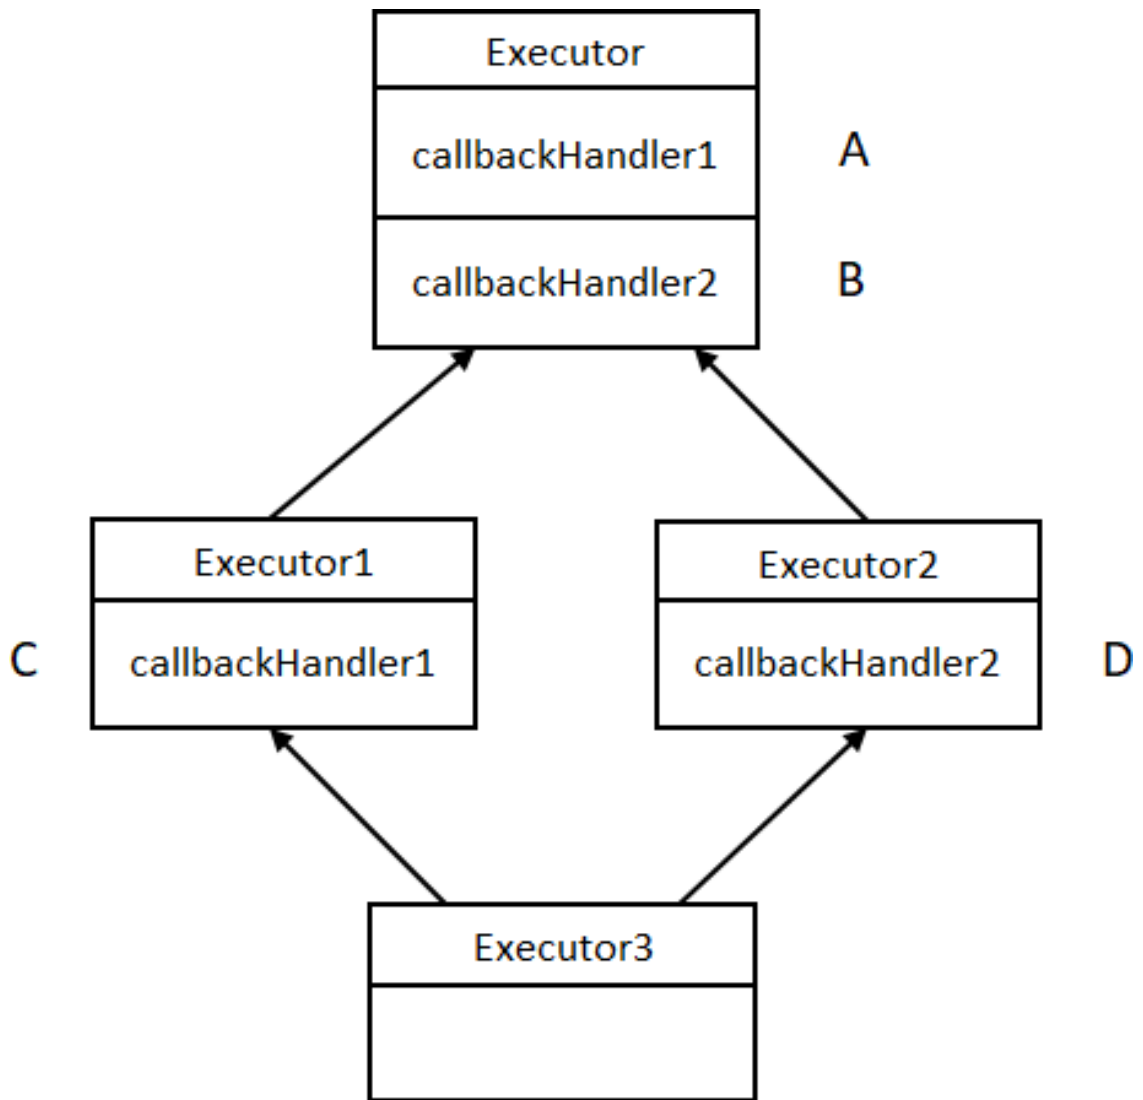 Executor
callbackHandler1
A
callbackHandler2
B
Executor1
Executor2
C
callbackHandler1
callbackHandler2
D
Executor3